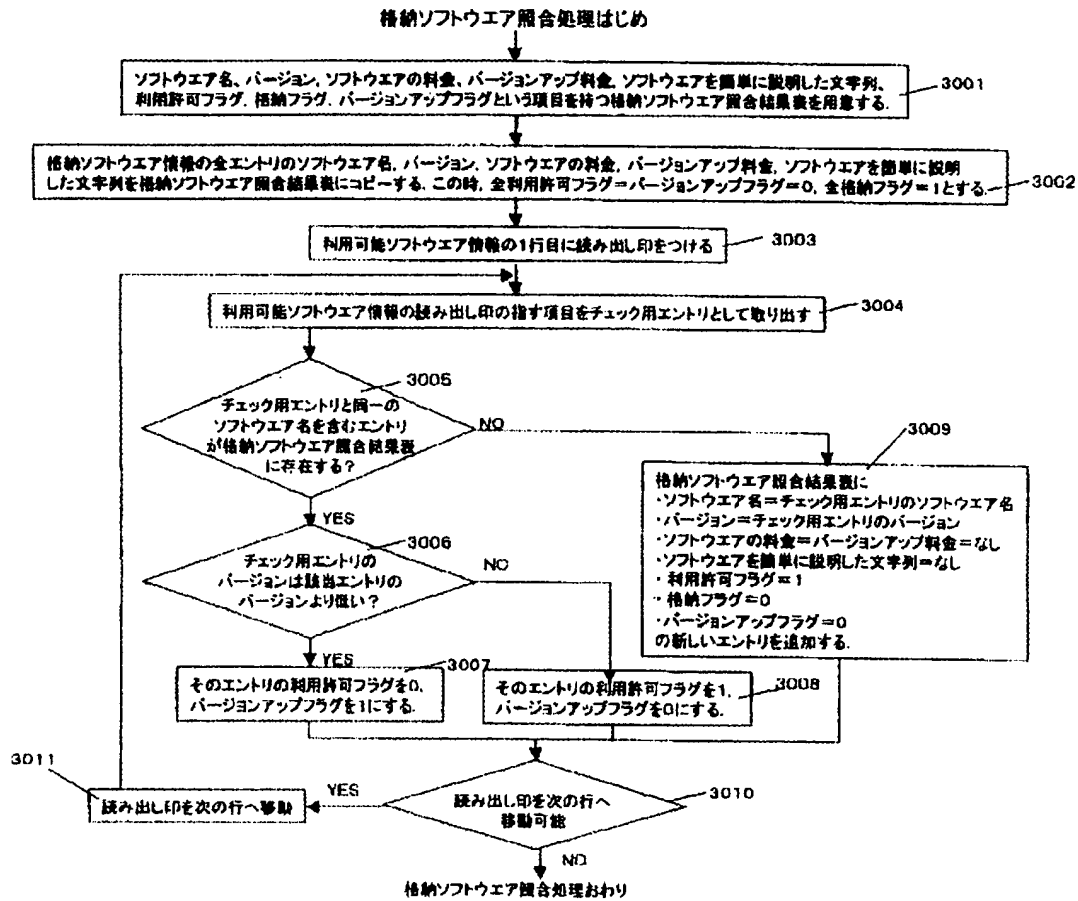 格納ソフトウエア照合処理はじめ
ソフトウエア名、バージョン、ソフトウエアの料金、バージョンアップ料金、ソフトウエアを簡単に説明した文字列、
利用許可フラグ、格納フラグ、バージョンアップフラグという項目を持つ格納ソフトウエア照合結果表を用意する.
3001
格納ソフトウエア情報の全エントリのソフトウエア名、バージョン、ソフトウエアの料金、バージョンアップ料金、ソフトウエアを簡単に説明
した文字列を格納ソフトウエア照合結果表にコピーする. この時、全利用許可フラグ=バージョンアップフラグ=0、全格納フラグ=1とする.
3002
利用可能ソフトウエア情報の1行目に読み出し印をつける
3003
利用可能ソフトウエア情報の読み出し印の指す項目をチェック用エントリとして取り出す
3004
3005
チェック用エントリと同一の
ソフトウエア名を含むエントリ
が格納ソフトウエア照合結果表
に存在する?
NO
YES
3009
格納ソフトウエア照合結果表に
・ソフトウエア名=チェック用エントリのソフトウエア名
・バージョン=チェック用エントリのバージョン
・ソフトウエアの料金=バージョンアップ料金=なし
・ソフトウエアを簡単に説明した文字列=なし
・利用許可フラグ=1
・格納フラグ=0
・バージョンアップフラグ=0
の新しいエントリを追加する.
3006
チェック用エントリの
バージョンは該当エントリの
バージョンより低い?
NO
YES
3007
そのエントリの利用許可フラグを0、
バージョンアップフラグを1にする.
3008
そのエントリの利用許可フラグを1、
バージョンアップフラグを0にする.
3010
読み出し印を次の行へ
移動可能
YES
3011
読み出し印を次の行へ移動
NO
格納ソフトウエア照合処理おわり